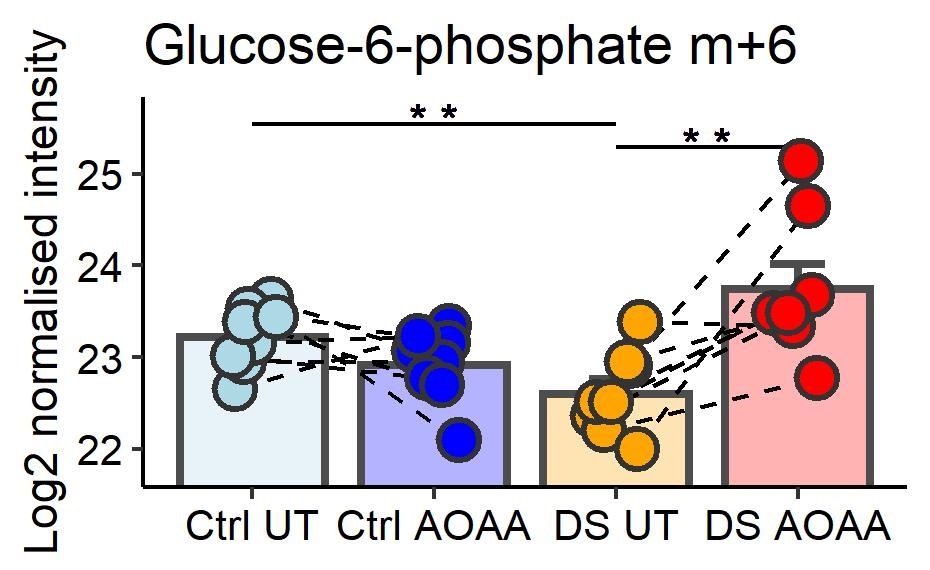 Glucose-6-phosphate m+6
Log2 normalised intensity
* *
* *
25
24
23
22
Ctrl UT Ctrl AOAA DS UT DS AOAA